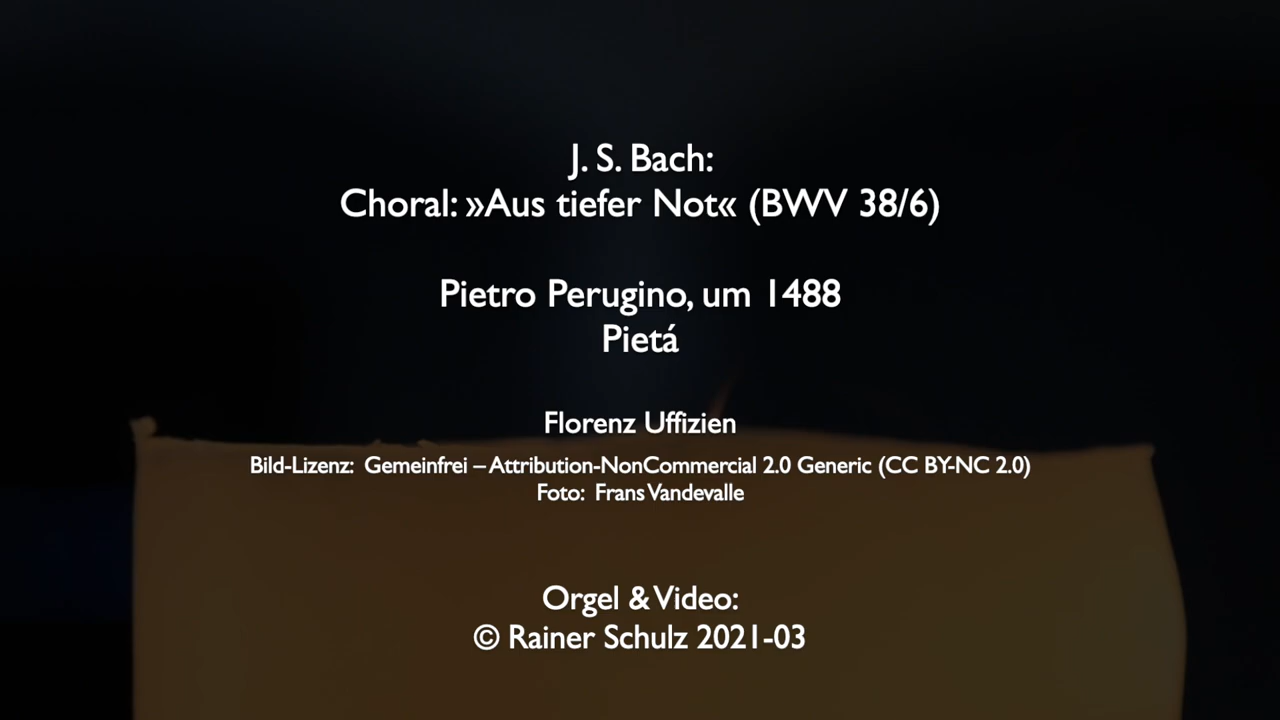 J. S. Bach:
Choral: »Aus tiefer Not« (BWV 38/6)
Pietro Perugino, um 1488
Pietá
Florenz Uffizien
Bild-Lizenz: Gemeinfrei – Attribution-NonCommercial 2.0 Generic (CC BY-NC 2.0)
Foto: Frans Vandevalle
Orgel & Video:
© Rainer Schulz 2021-03